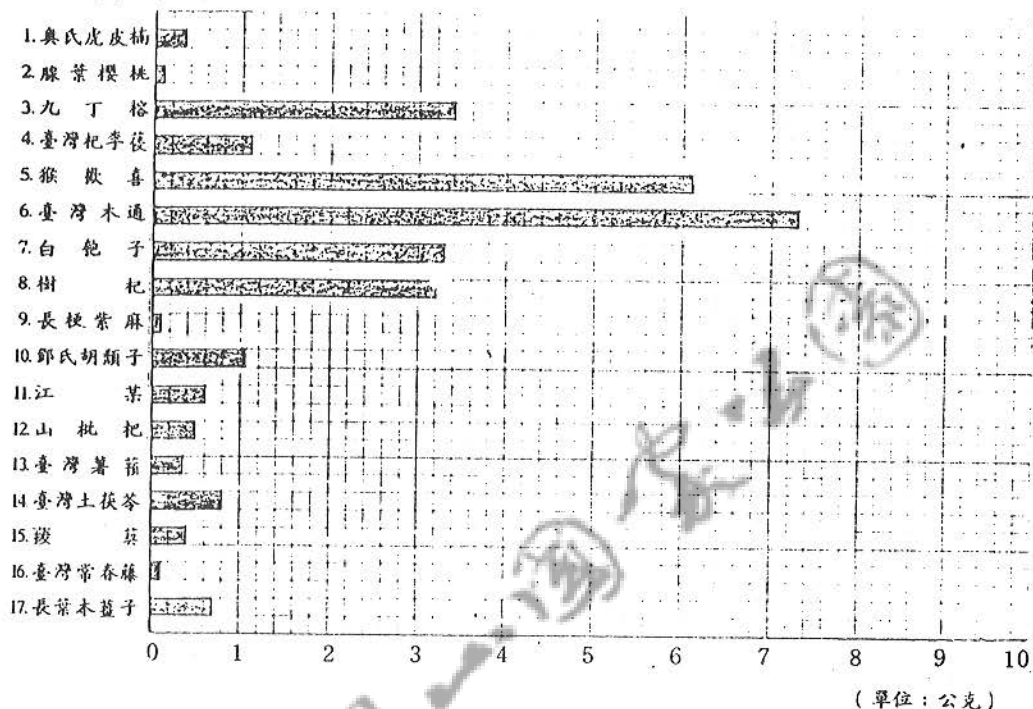 1.奧氏虎皮楠
2.腺葉櫻桃
3.九丁榕
4.臺灣杞李葠
5.猴歡喜
6.臺灣木通
7.白匏子
8.樹杞
9.長梗紫麻
10.鄧氏胡頹子
11.江某
12.山枇杷
13.臺灣薯蕷
14.臺灣土茯苓
15.菝葜
16.臺灣常春藤
17.長葉木薑子
0 1 2 3 4 5 6 7 8 9 10
(單位:公克)